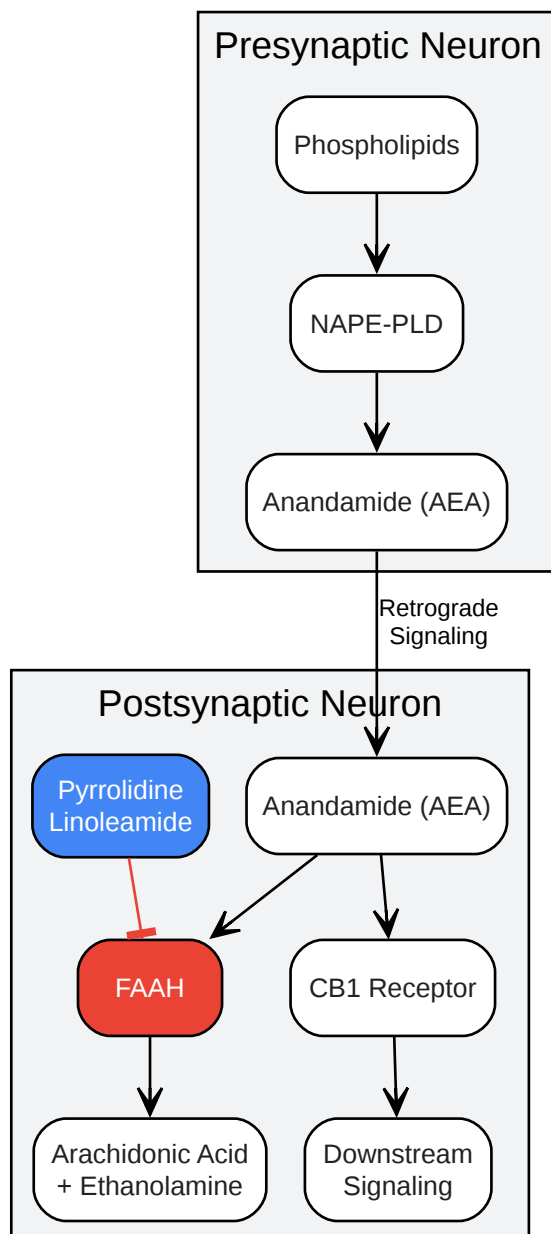 Presynaptic Neuron
Phospholipids
NAPE-PLD
Anandamide (AEA)
Retrograde
Signaling
Postsynaptic Neuron
Pyrrolidine
Linoleamide
Anandamide (AEA)
FAAH
CB1 Receptor
Arachidonic Acid
+ Ethanolamine
Downstream
Signaling